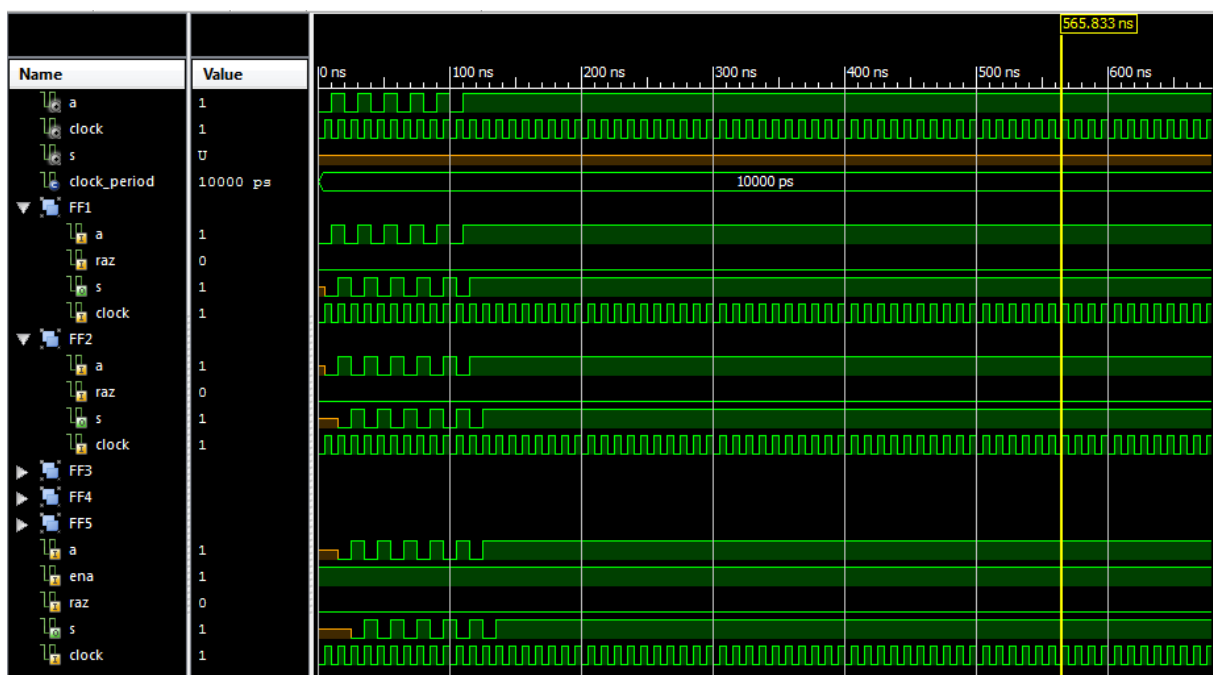 565.833 ns
Name Value 0 ns 100 ns 200 ns 300 ns 400 ns 500 ns 600 ns
a 1
clock 1
s U
clock_period 10000 ps 10000 ps
FF1
a 1
raz 0
s 1
clock 1
FF2
a 1
raz 0
s 1
clock 1
FF3
FF4
FF5
a 1
ena 1
raz 0
s 1
clock 1